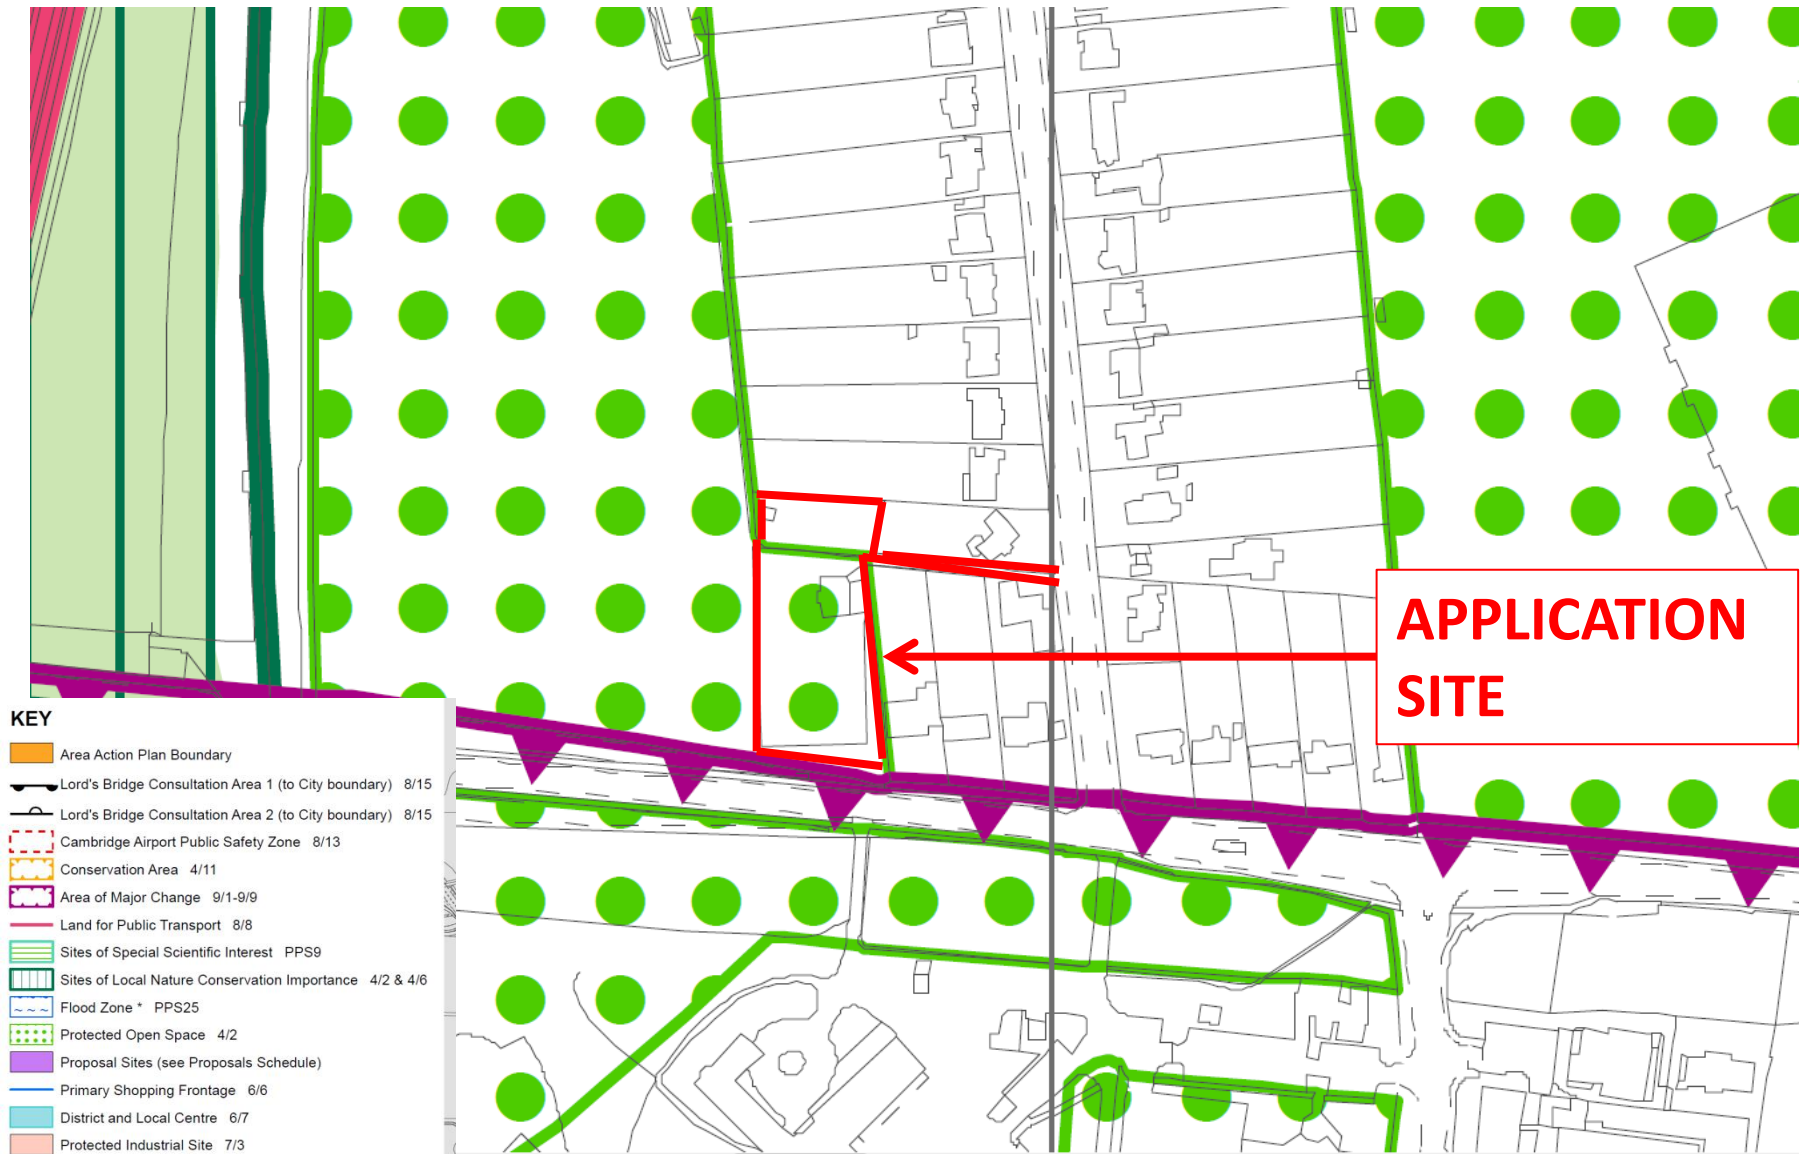 APPLICATION
SITE
KEY
Area Action Plan Boundary
Lord's Bridge Consultation Area 1 (to City boundary) 8/15
Lord's Bridge Consultation Area 2 (to City boundary) 8/15
Cambridge Airport Public Safety Zone 8/13
Conservation Area 4/11
Area of Major Change 9/1-9/9
Land for Public Transport 8/8
Sites of Special Scientific Interest PPS9
Sites of Local Nature Conservation Importance 4/2 & 4/6
Flood Zone * PPS25
Protected Open Space 4/2
Proposal Sites (see Proposals Schedule)
Primary Shopping Frontage 6/6
District and Local Centre 6/7
Protected Industrial Site 7/3